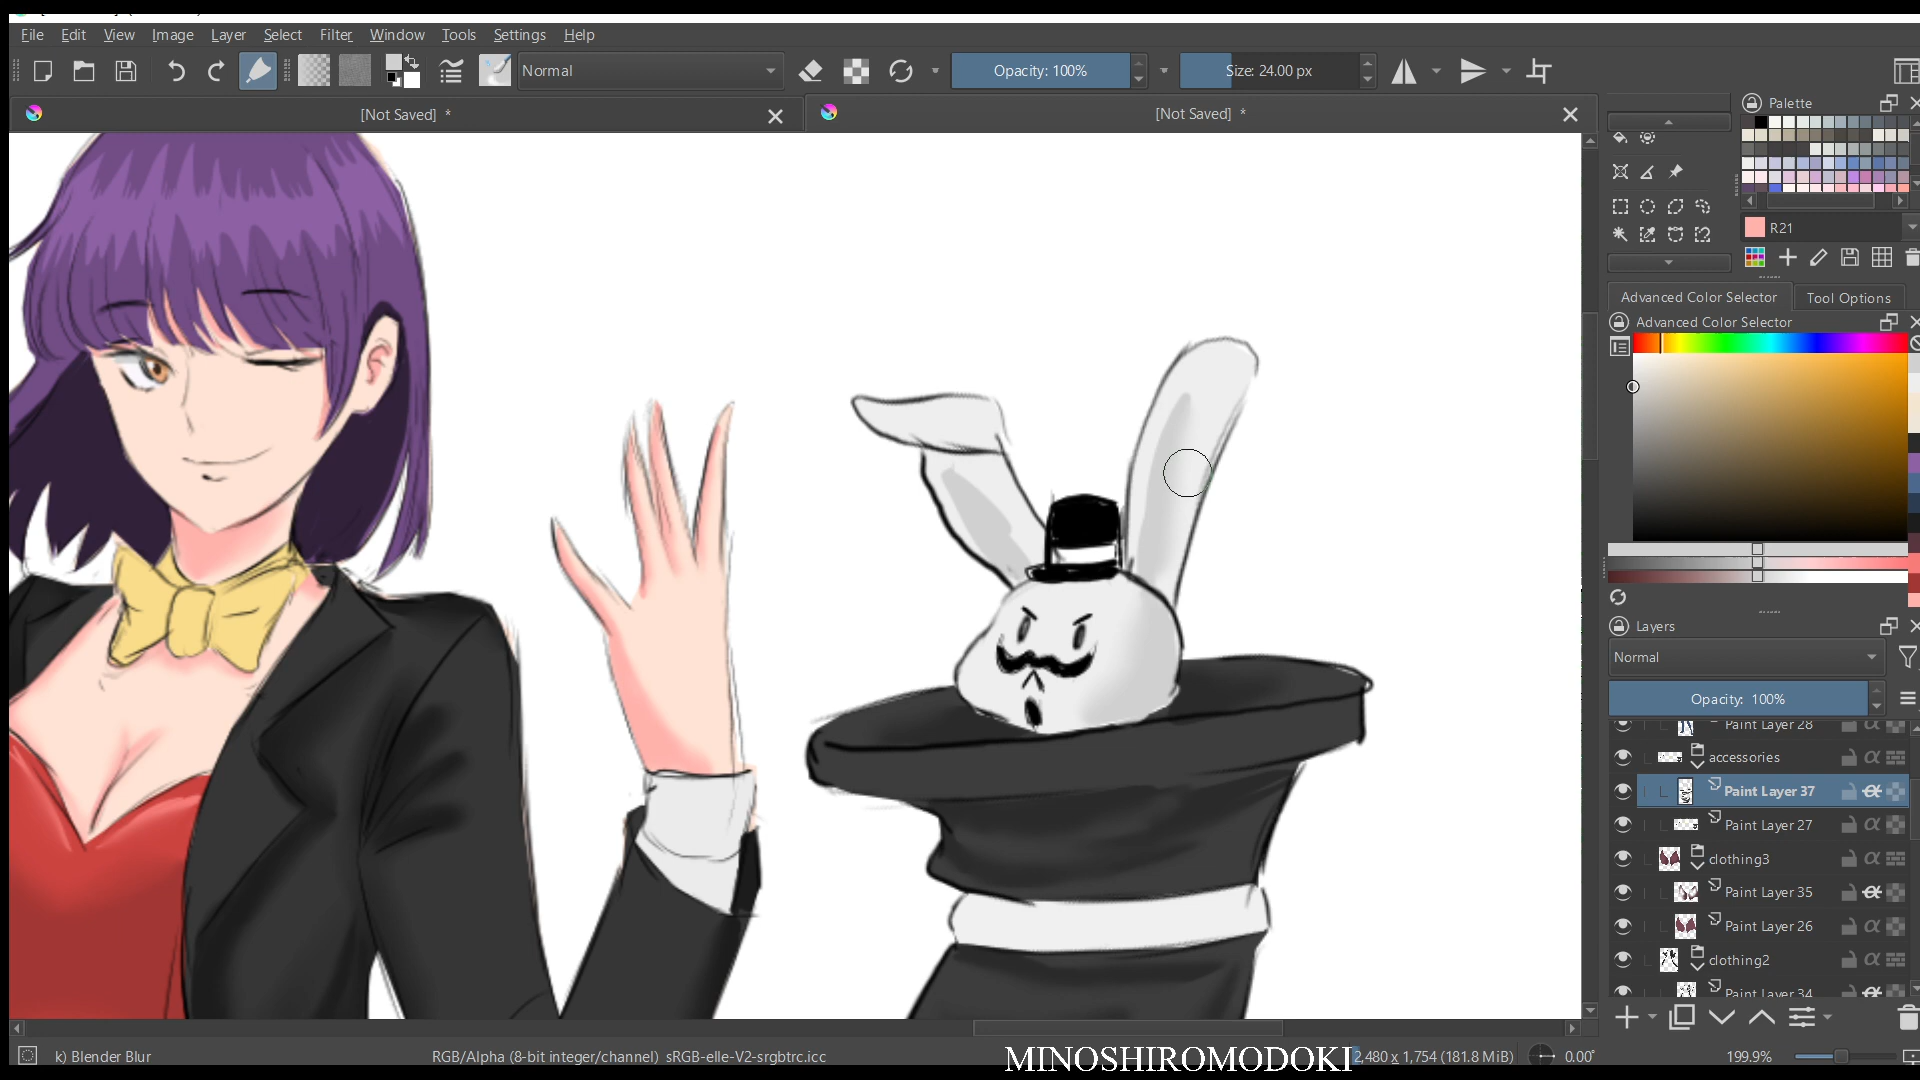 File Edit View Image Layer Select Filter Window Tools Settings Help
Normal
Opacity: 100%
Size: 24.00 px
[Not Saved] *
[Not Saved] *
Palette
R21
Advanced Color Selector
Tool Options
Advanced Color Selector
Layers
Normal
Opacity: 100%
Paint Layer 28
accessories
Paint Layer 37
Paint Layer 27
clothing3
Paint Layer 35
Paint Layer 26
clothing2
Paint Layer 34
k) Blender Blur
RGB/Alpha (8-bit integer/channel) sRGB-elle-V2-srgbtrc.icc
MINOSHIROMODOKI
2,480 x 1,754 (181.8 MiB)
0.00°
199.9%